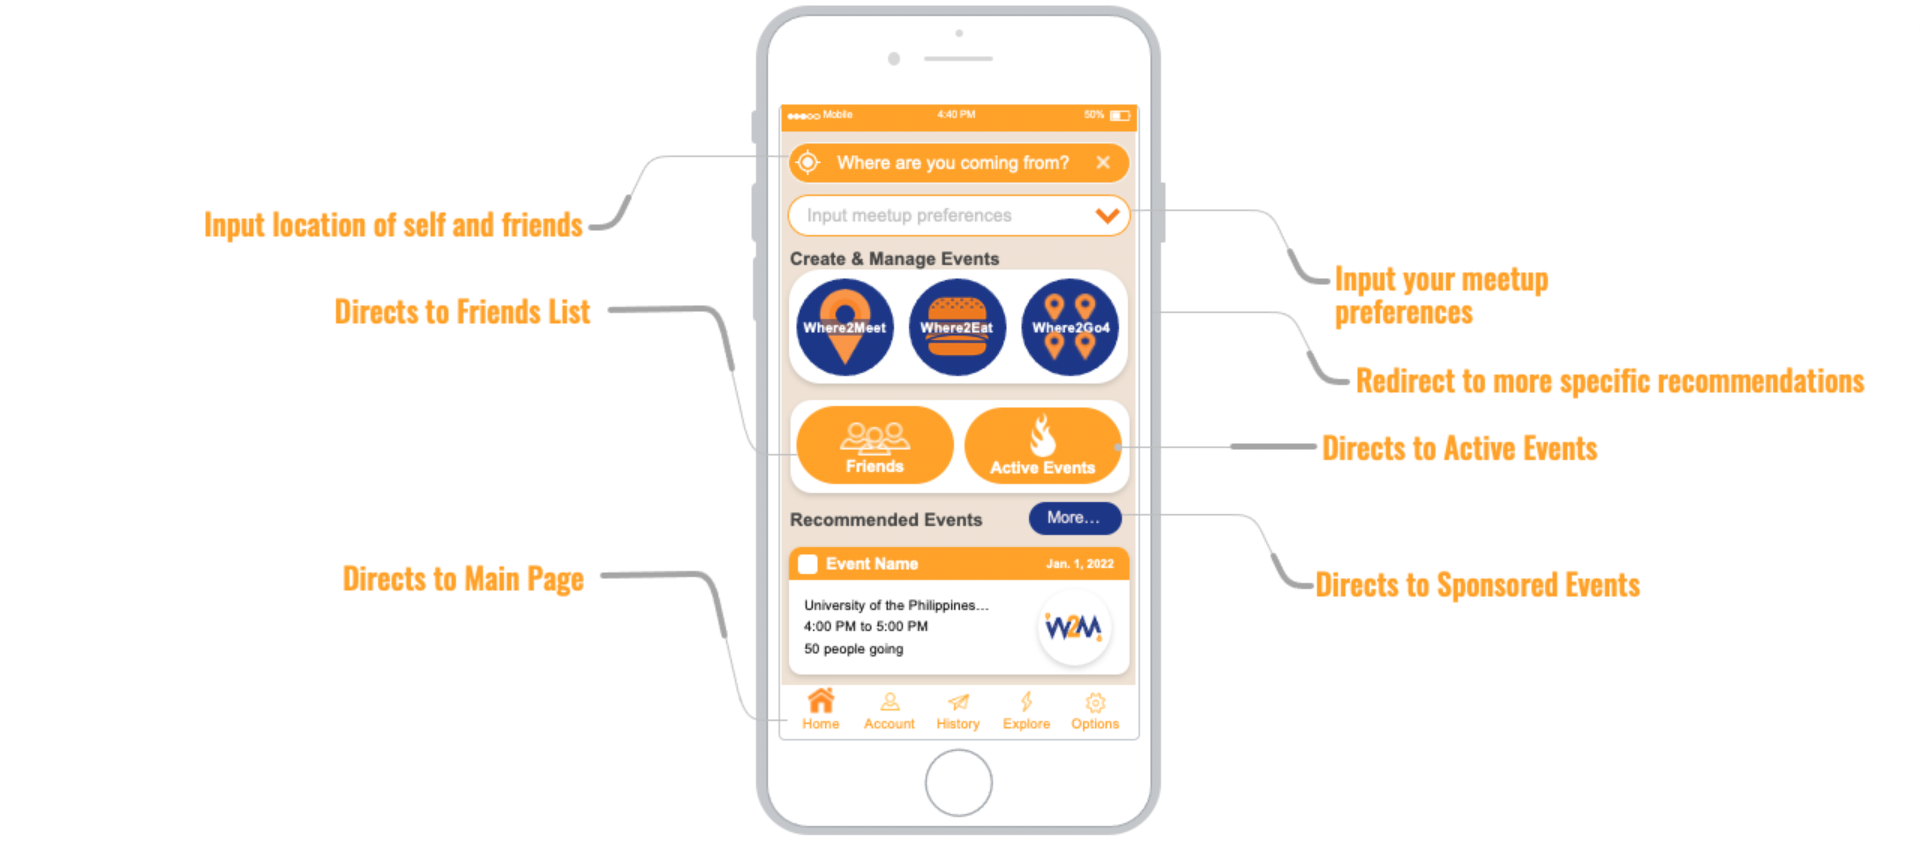 Mobile 4:40 PM 50%
Where are you coming from?
Input meetup preferences
Create & Manage Events
Where2Meet Where2Eat Where2Go4
Friends Active Events
Recommended Events More...
Event Name Jan. 1, 2022
University of the Philippines...
4:00 PM to 5:00 PM
50 people going
W2M
Home Account History Explore Options
Input location of self and friends
Directs to Friends List
Directs to Main Page
Input your meetup
preferences
Redirect to more specific recommendations
Directs to Active Events
Directs to Sponsored Events